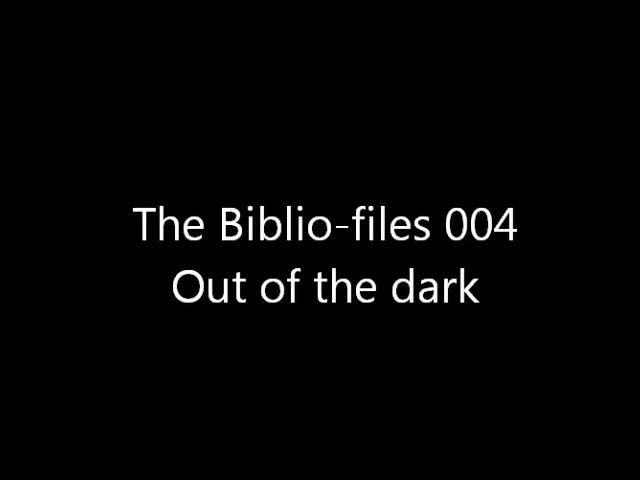 The Biblio-files 004
Out of the dark